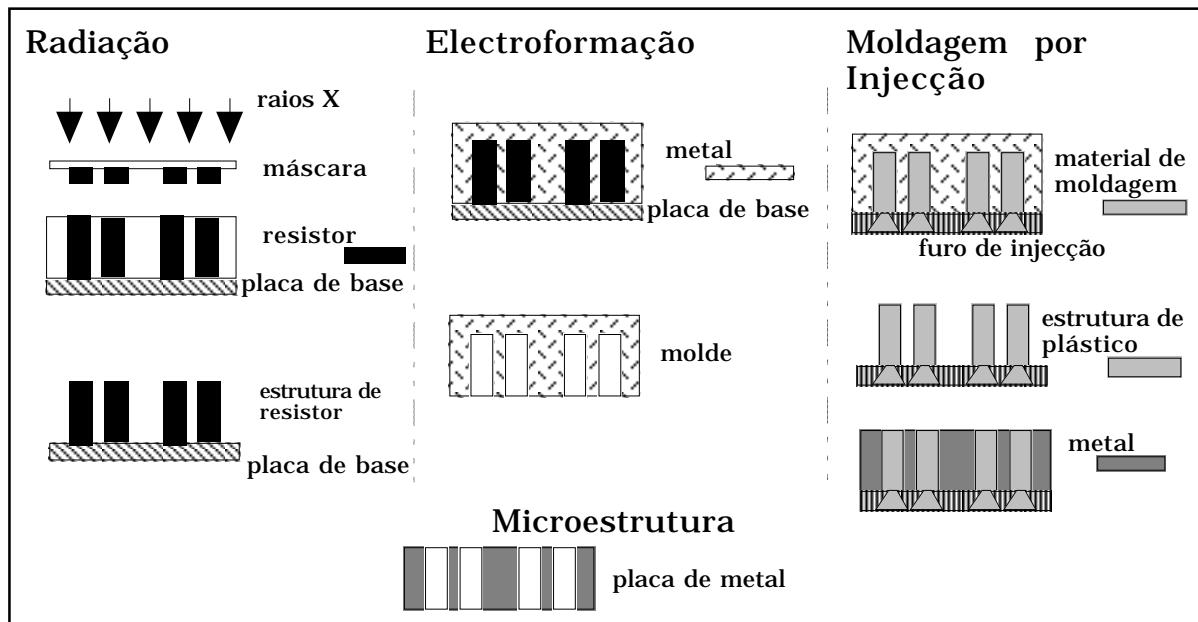 Radiação
raios X
máscara
resistor
placa de base
estrutura de
resistor
placa de base
Electroformação
metal
placa de base
molde
Moldagem por
Injecção
material de
moldagem
furo de injecção
estrutura de
plástico
metal
Microestrutura
placa de metal